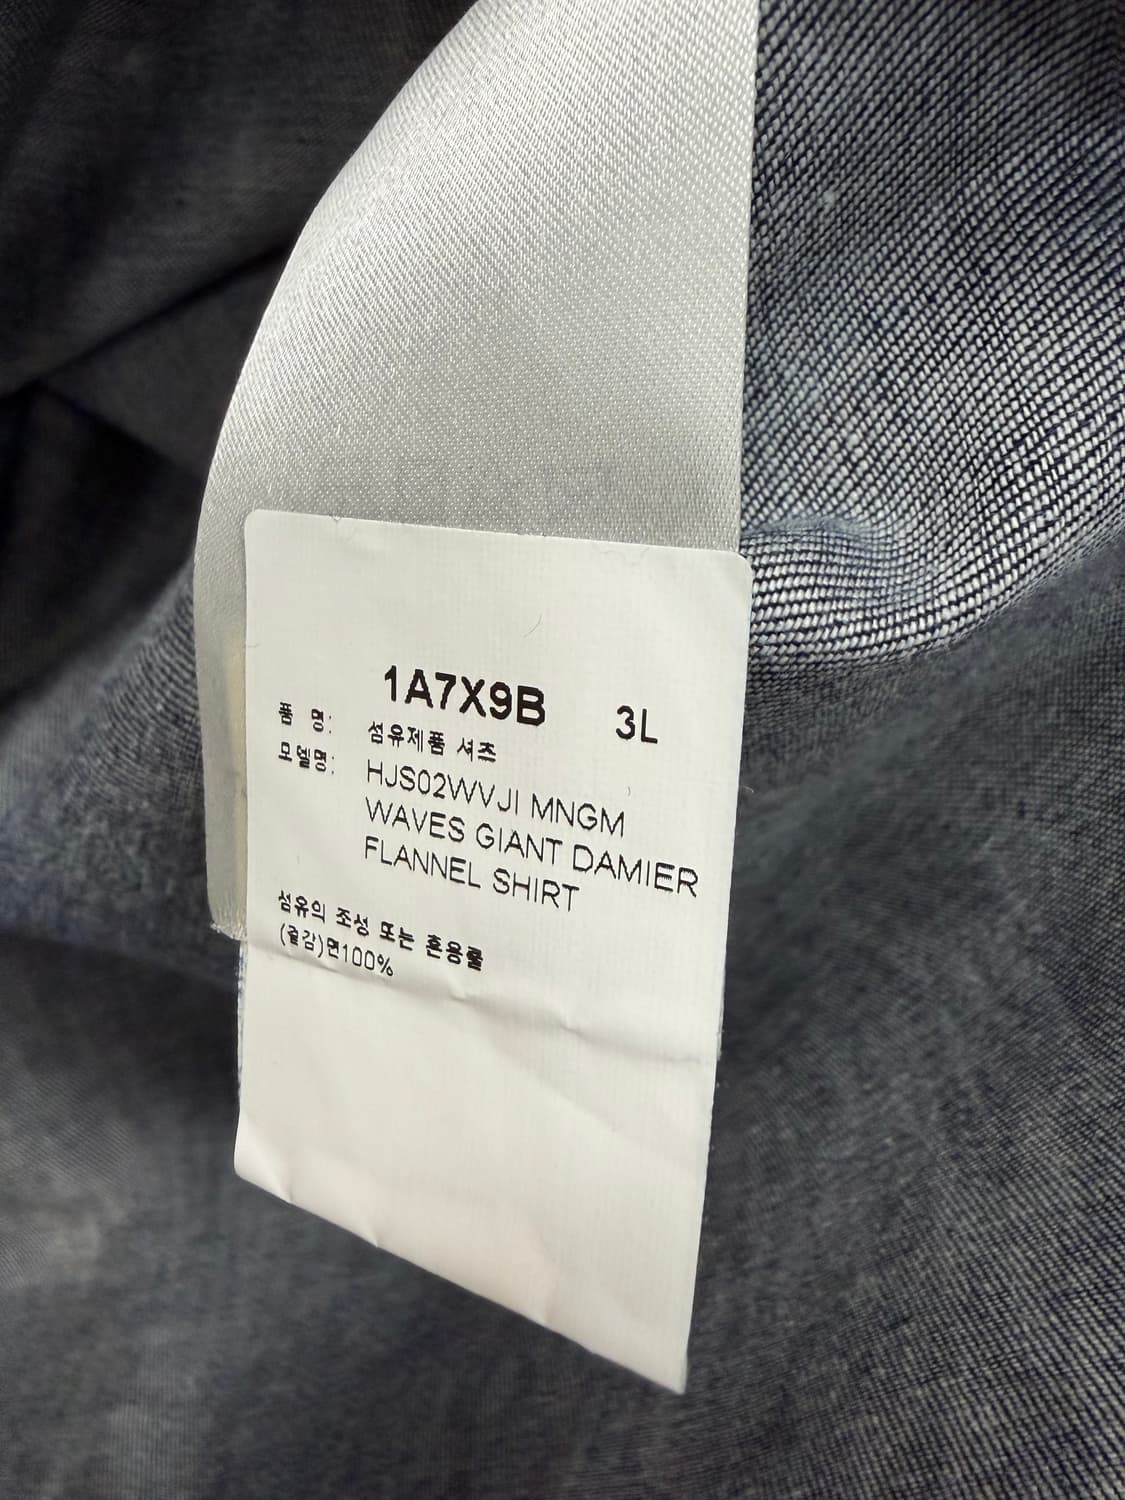 1A7X9B 3L
품 명: 섬유제품 셔츠
모델명: HJS02WVJI MNGM
WAVES GIANT DAMIER
FLANNEL SHIRT
섬유의 조성 또는 혼용률
(겉감)면100%